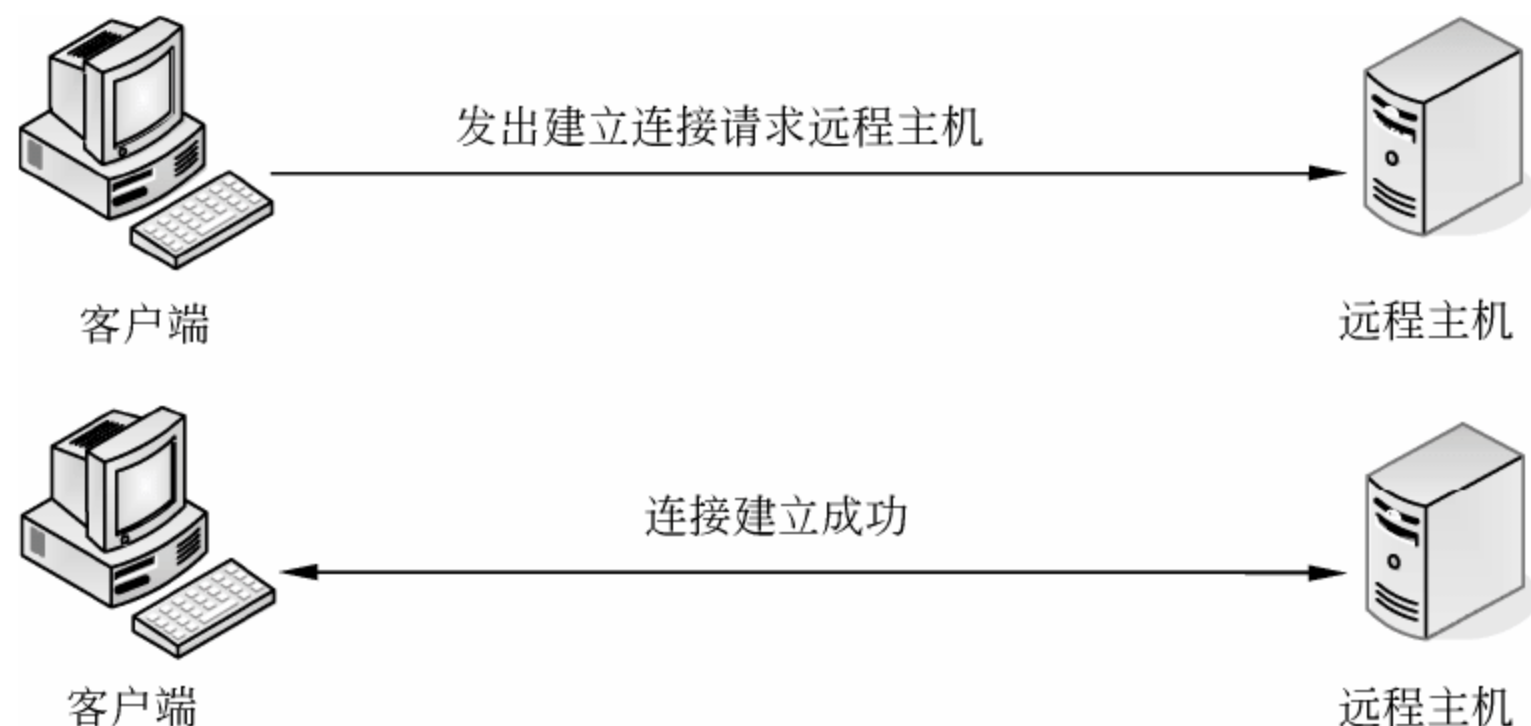 发出建立连接请求远程主机
客户端
远程主机
连接建立成功
客户端
远程主机